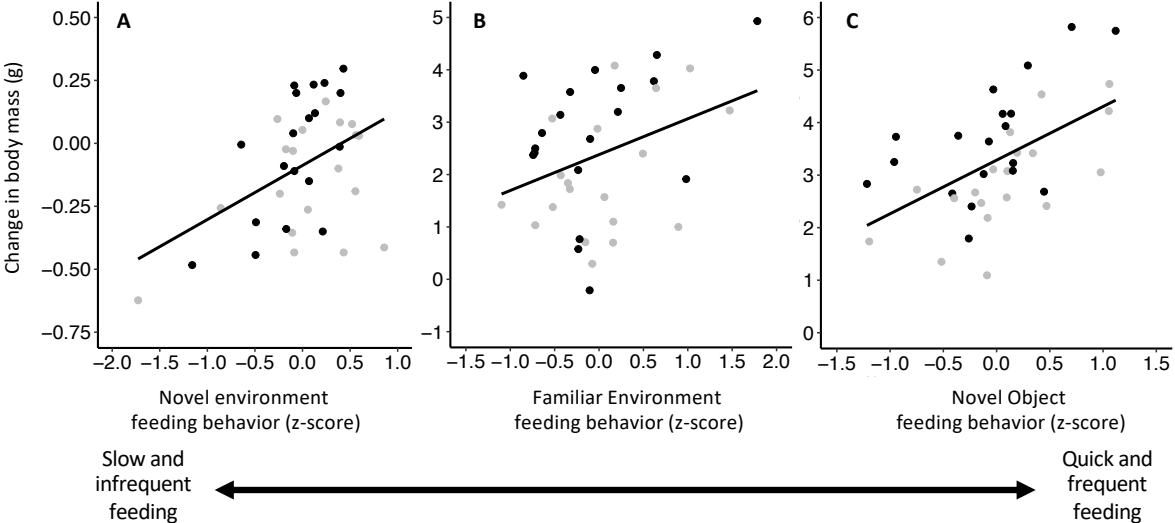 A
B
C
Change in body mass (g)
0.50
0.25
0.00
−0.25
−0.50
−0.75
−2.0 −1.5 −1.0 −0.5 0.0 0.5 1.0
5
4
3
2
1
0
−1
−1.5 −1.0 −0.5 0.0 0.5 1.0 1.5 2.0
6
5
4
3
2
1
0
−1.5 −1.0 −0.5 0.0 0.5 1.0 1.5
Novel environment
feeding behavior (z-score)
Familiar Environment
feeding behavior (z-score)
Novel Object
feeding behavior (z-score)
Slow and
infrequent
feeding
Quick and
frequent
feeding